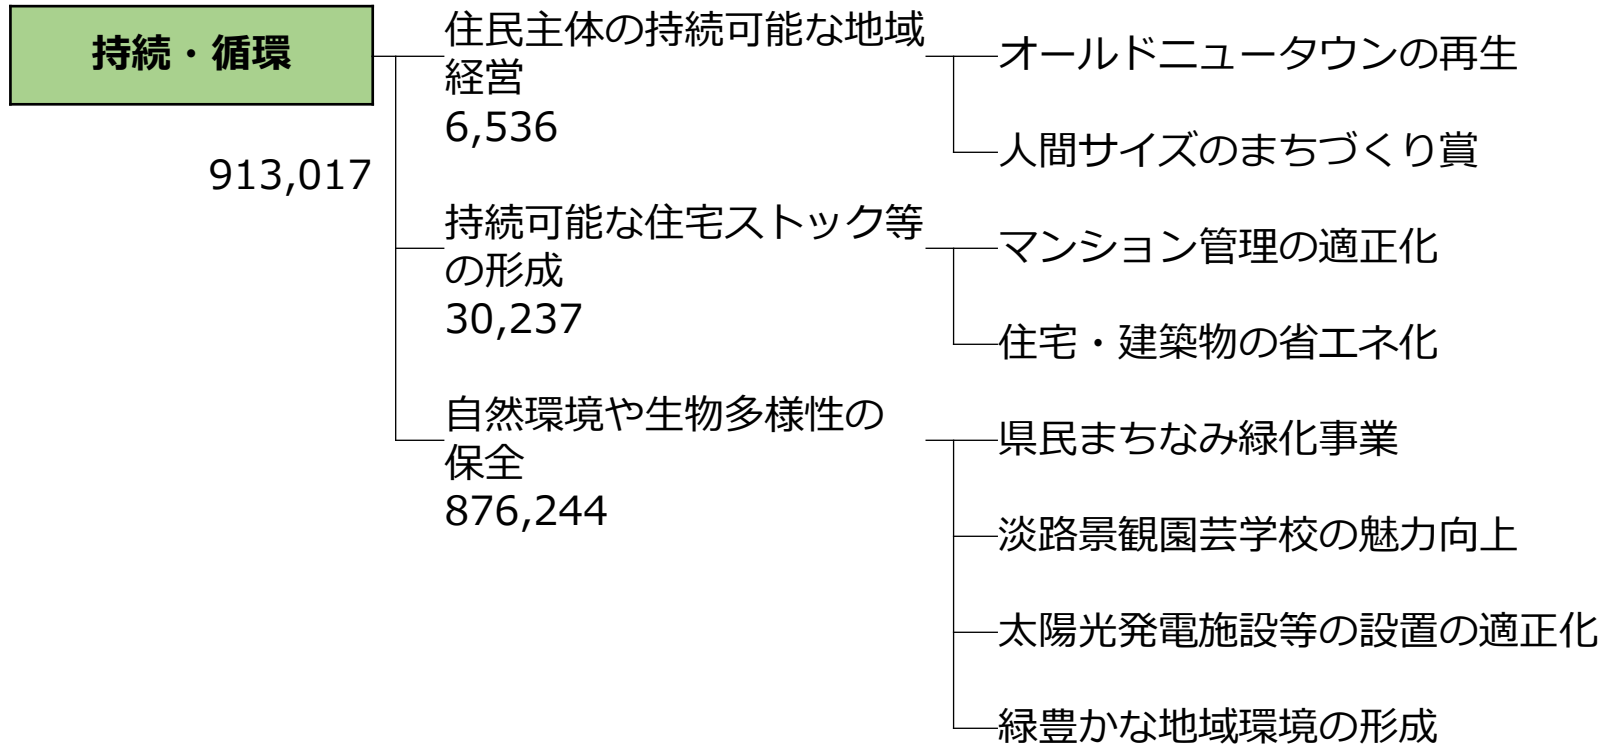 持続・循環
913,017
住民主体の持続可能な地域
経営
6,536
オールドニュータウンの再生
人間サイズのまちづくり賞
持続可能な住宅ストック等
の形成
30,237
マンション管理の適正化
住宅・建築物の省エネ化
自然環境や生物多様性の
保全
876,244
県民まちなみ緑化事業
淡路景観園芸学校の魅力向上
太陽光発電施設等の設置の適正化
緑豊かな地域環境の形成